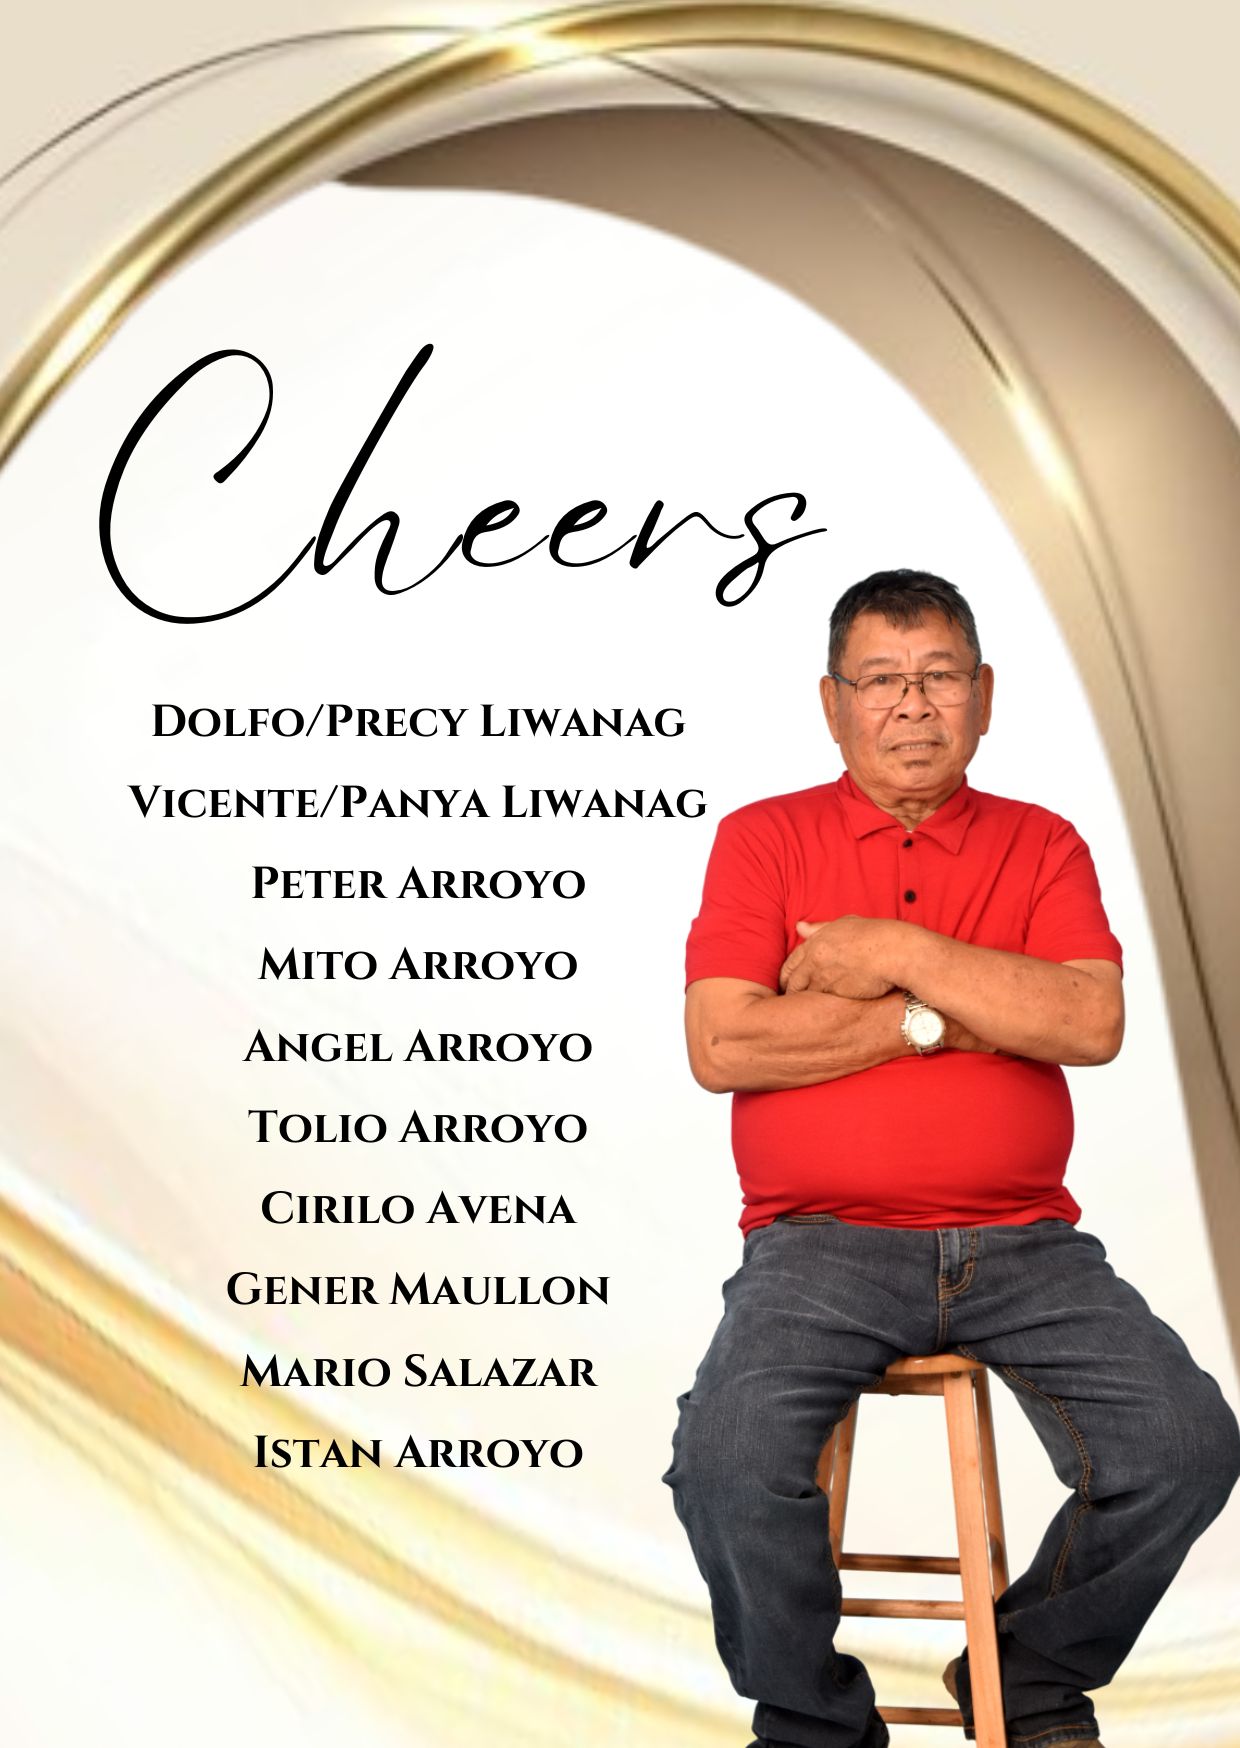 Cheers
Dolfo/Precy Liwanag
Vicente/Panya Liwanag
Peter Arroyo
Mito Arroyo
Angel Arroyo
Tolio Arroyo
Cirilo Avena
Gener Maullon
Mario Salazar
Istan Arroyo